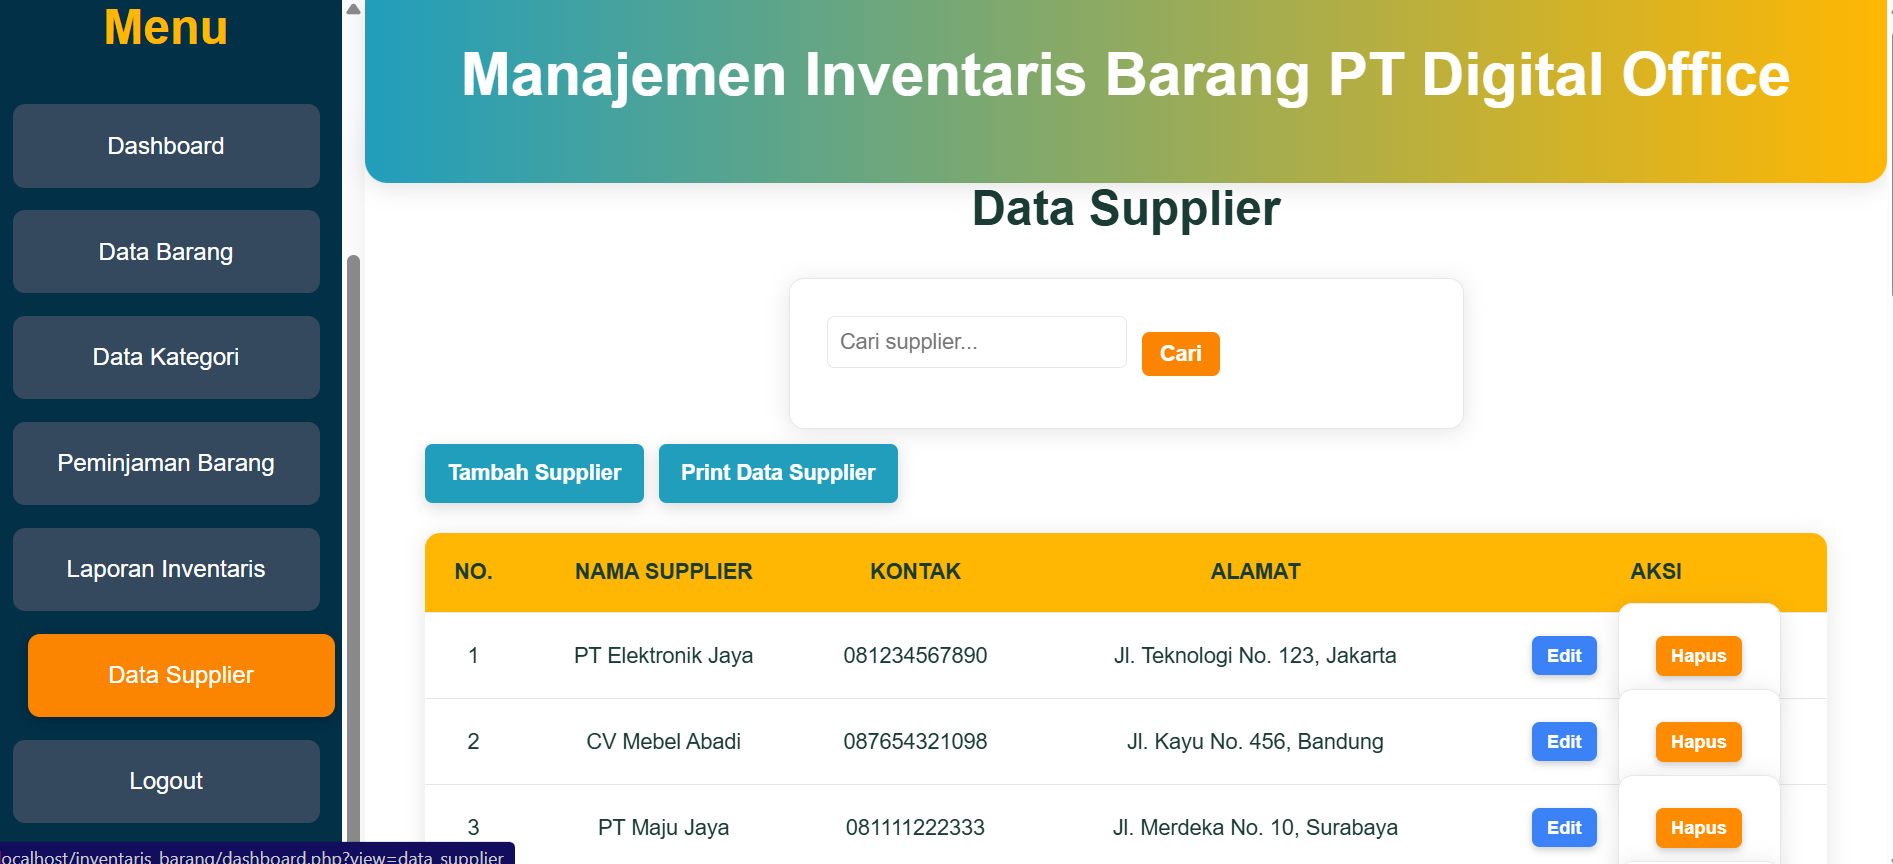 Menu
Dashboard
Data Barang
Data Kategori
Peminjaman Barang
Laporan Inventaris
Data Supplier
Logout
Manajemen Inventaris Barang PT Digital Office
Data Supplier
Cari supplier...
Cari
Tambah Supplier
Print Data Supplier
NO. NAMA SUPPLIER KONTAK ALAMAT AKSI
1 PT Elektronik Jaya 081234567890 Jl. Teknologi No. 123, Jakarta Edit Hapus
2 CV Mebel Abadi 087654321098 Jl. Kayu No. 456, Bandung Edit Hapus
3 PT Maju Jaya 081111222333 Jl. Merdeka No. 10, Surabaya Edit Hapus
ocalhost/inventaris_barang/dashboard.php?view=data_supplier